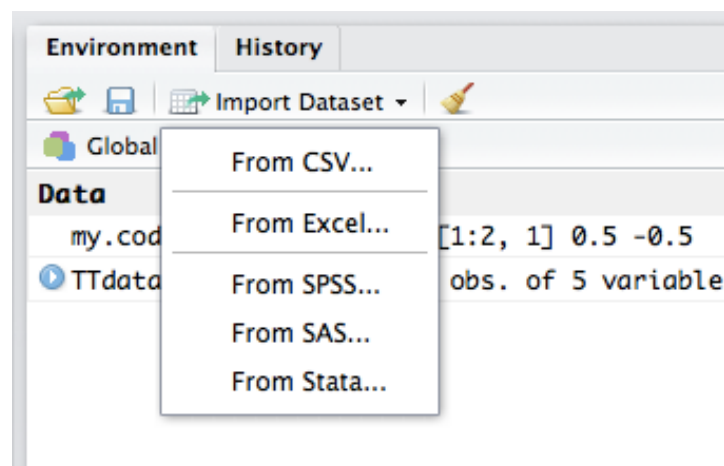 Environment History
Import Dataset
Global
From CSV...
Data
From Excel...
my.cod [1:2, 1] 0.5 -0.5
From SPSS...
TTdata obs. of 5 variable
From SAS...
From Stata...